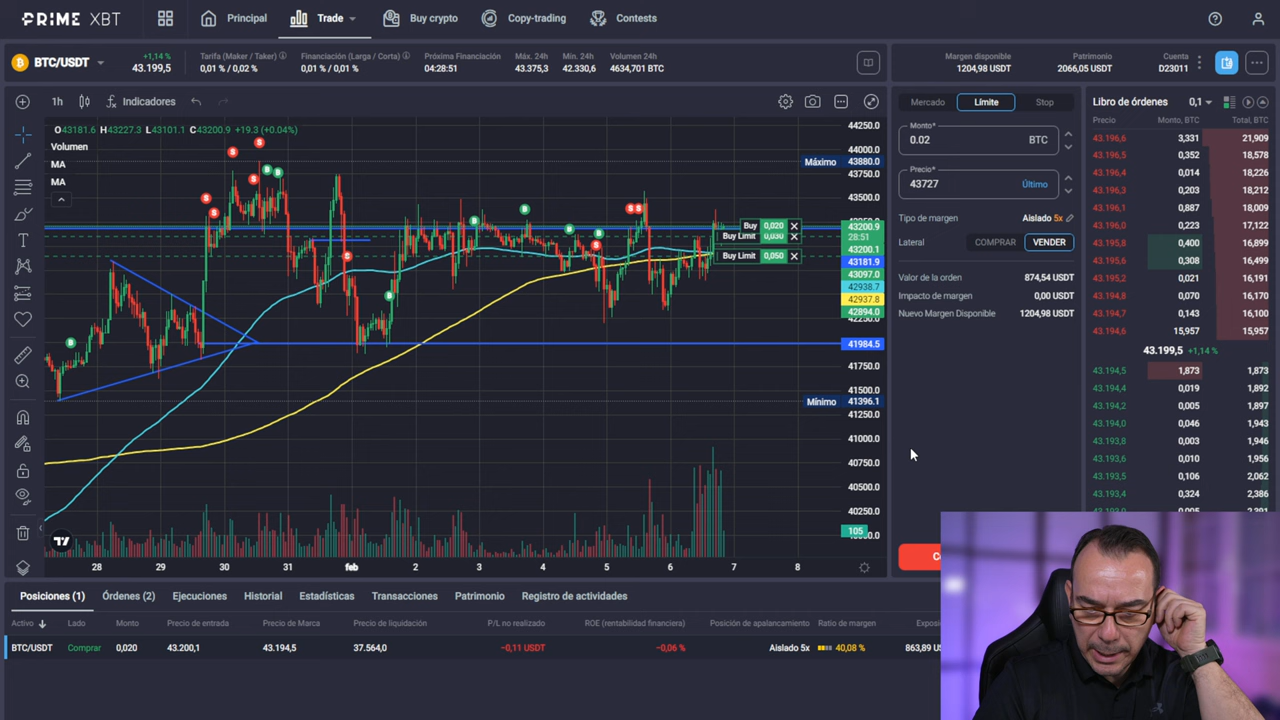 PRIME XBT
Principal
Trade
Buy crypto
Copy-trading
Contests
BTC/USDT
+1,14 %
43.199,5
Tarifa (Maker / Taker)
0,01 % / 0,02 %
Financiación (Larga / Corta)
0,01 % / 0,01 %
Próxima Financiación
04:28:51
Máx. 24h
43.375,3
Mín. 24h
42.330,6
Volumen 24h
4634,701 BTC
Margen disponible
1204,98 USDT
Patrimonio
2066,05 USDT
Cuenta
D23011
1h
Indicadores
O43181.6 H43227.3 L43101.1 C43200.9 +19.3 (+0.04%)
Volumen
MA
MA
Máximo
Mínimo
Buy 0,020
Buy Limit 0,030
Buy Limit 0,050
44250.0
44000.0
43880.0
43750.0
43500.0
43200.9
28:51
43200.1
43181.9
43097.0
42938.7
42937.8
42894.0
41984.5
41750.0
41500.0
41396.1
41250.0
41000.0
40750.0
40500.0
40250.0
105
28
29
30
31
feb
2
3
4
5
6
7
8
Mercado
Límite
Stop
Monto*
0.02
BTC
Precio*
43727
Último
Tipo de margen
Aislado 5x
Lateral
COMPRAR
VENDER
Valor de la orden
874,54 USDT
Impacto de margen
0,00 USDT
Nuevo Margen Disponible
1204,98 USDT
Libro de órdenes
0,1
Precio Monto, BTC Total, BTC
43.196,6 3,331 21,909
43.196,5 0,352 18,578
43.196,4 0,014 18,226
43.196,3 0,203 18,212
43.196,1 0,887 18,009
43.196,0 0,223 17,122
43.195,8 0,400 16,899
43.195,6 0,308 16,499
43.195,2 0,021 16,191
43.194,8 0,070 16,170
43.194,7 0,143 16,100
43.194,6 15,957 15,957
43.199,5 +1,14 %
43.194,5 1,873 1,873
43.194,4 0,019 1,892
43.194,2 0,005 1,897
43.194,0 0,046 1,943
43.193,8 0,003 1,946
43.193,6 0,010 1,956
43.193,5 0,106 2,062
43.193,4 0,324 2,386
Posiciones (1)
Órdenes (2)
Ejecuciones
Historial
Estadísticas
Transacciones
Patrimonio
Registro de actividades
Activo
Lado
Monto
Precio de entrada
Precio de Marca
Precio de liquidación
P/L no realizado
ROE (rentabilidad financiera)
Posición de apalancamiento
Ratio de margen
BTC/USDT
Comprar
0,020
43.200,1
43.194,5
37.564,0
−0,11 USDT
−0,06 %
Aislado 5x
40,08 %